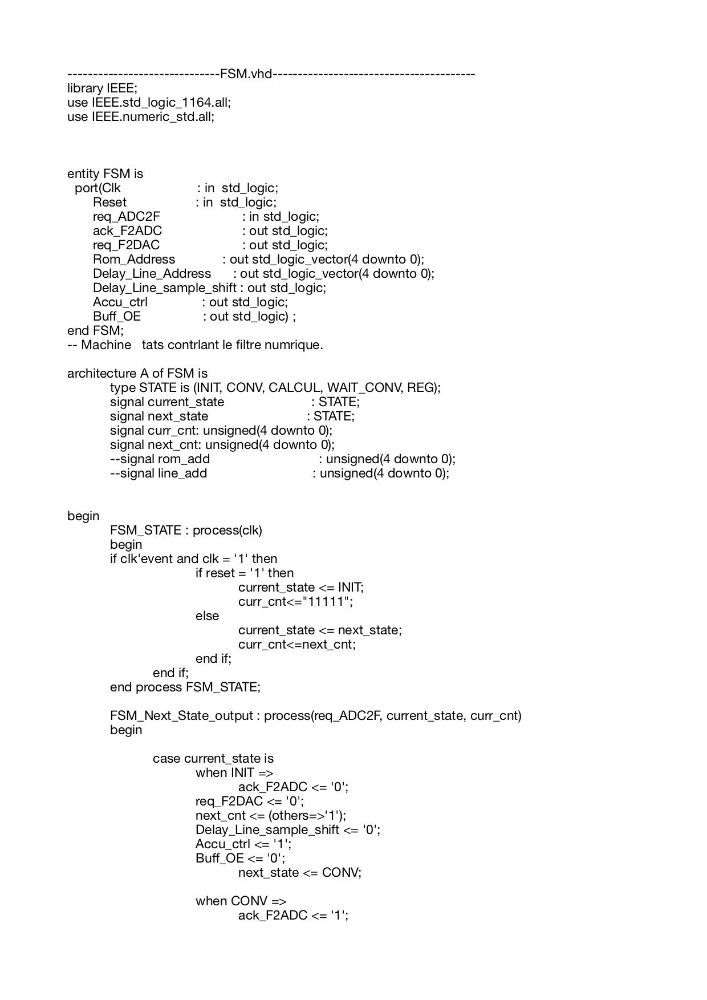 ------------------------------FSM.vhd----------------------------------------
library IEEE;
use IEEE.std_logic_1164.all;
use IEEE.numeric_std.all;
entity FSM is
port(Clk : in std_logic;
Reset : in std_logic;
req_ADC2F : in std_logic;
ack_F2ADC : out std_logic;
req_F2DAC : out std_logic;
Rom_Address : out std_logic_vector(4 downto 0);
Delay_Line_Address : out std_logic_vector(4 downto 0);
Delay_Line_sample_shift : out std_logic;
Accu_ctrl : out std_logic;
Buff_OE : out std_logic) ;
end FSM;
-- Machine tats contrlant le filtre numrique.
architecture A of FSM is
type STATE is (INIT, CONV, CALCUL, WAIT_CONV, REG);
signal current_state : STATE;
signal next_state : STATE;
signal curr_cnt: unsigned(4 downto 0);
signal next_cnt: unsigned(4 downto 0);
--signal rom_add : unsigned(4 downto 0);
--signal line_add : unsigned(4 downto 0);
begin
FSM_STATE : process(clk)
begin
if clk'event and clk = '1' then
if reset = '1' then
current_state <= INIT;
curr_cnt<="11111";
else
current_state <= next_state;
curr_cnt<=next_cnt;
end if;
end if;
end process FSM_STATE;
FSM_Next_State_output : process(req_ADC2F, current_state, curr_cnt)
begin
case current_state is
when INIT =>
ack_F2ADC <= '0';
req_F2DAC <= '0';
next_cnt <= (others=>'1');
Delay_Line_sample_shift <= '0';
Accu_ctrl <= '1';
Buff_OE <= '0';
next_state <= CONV;
when CONV =>
ack_F2ADC <= '1';